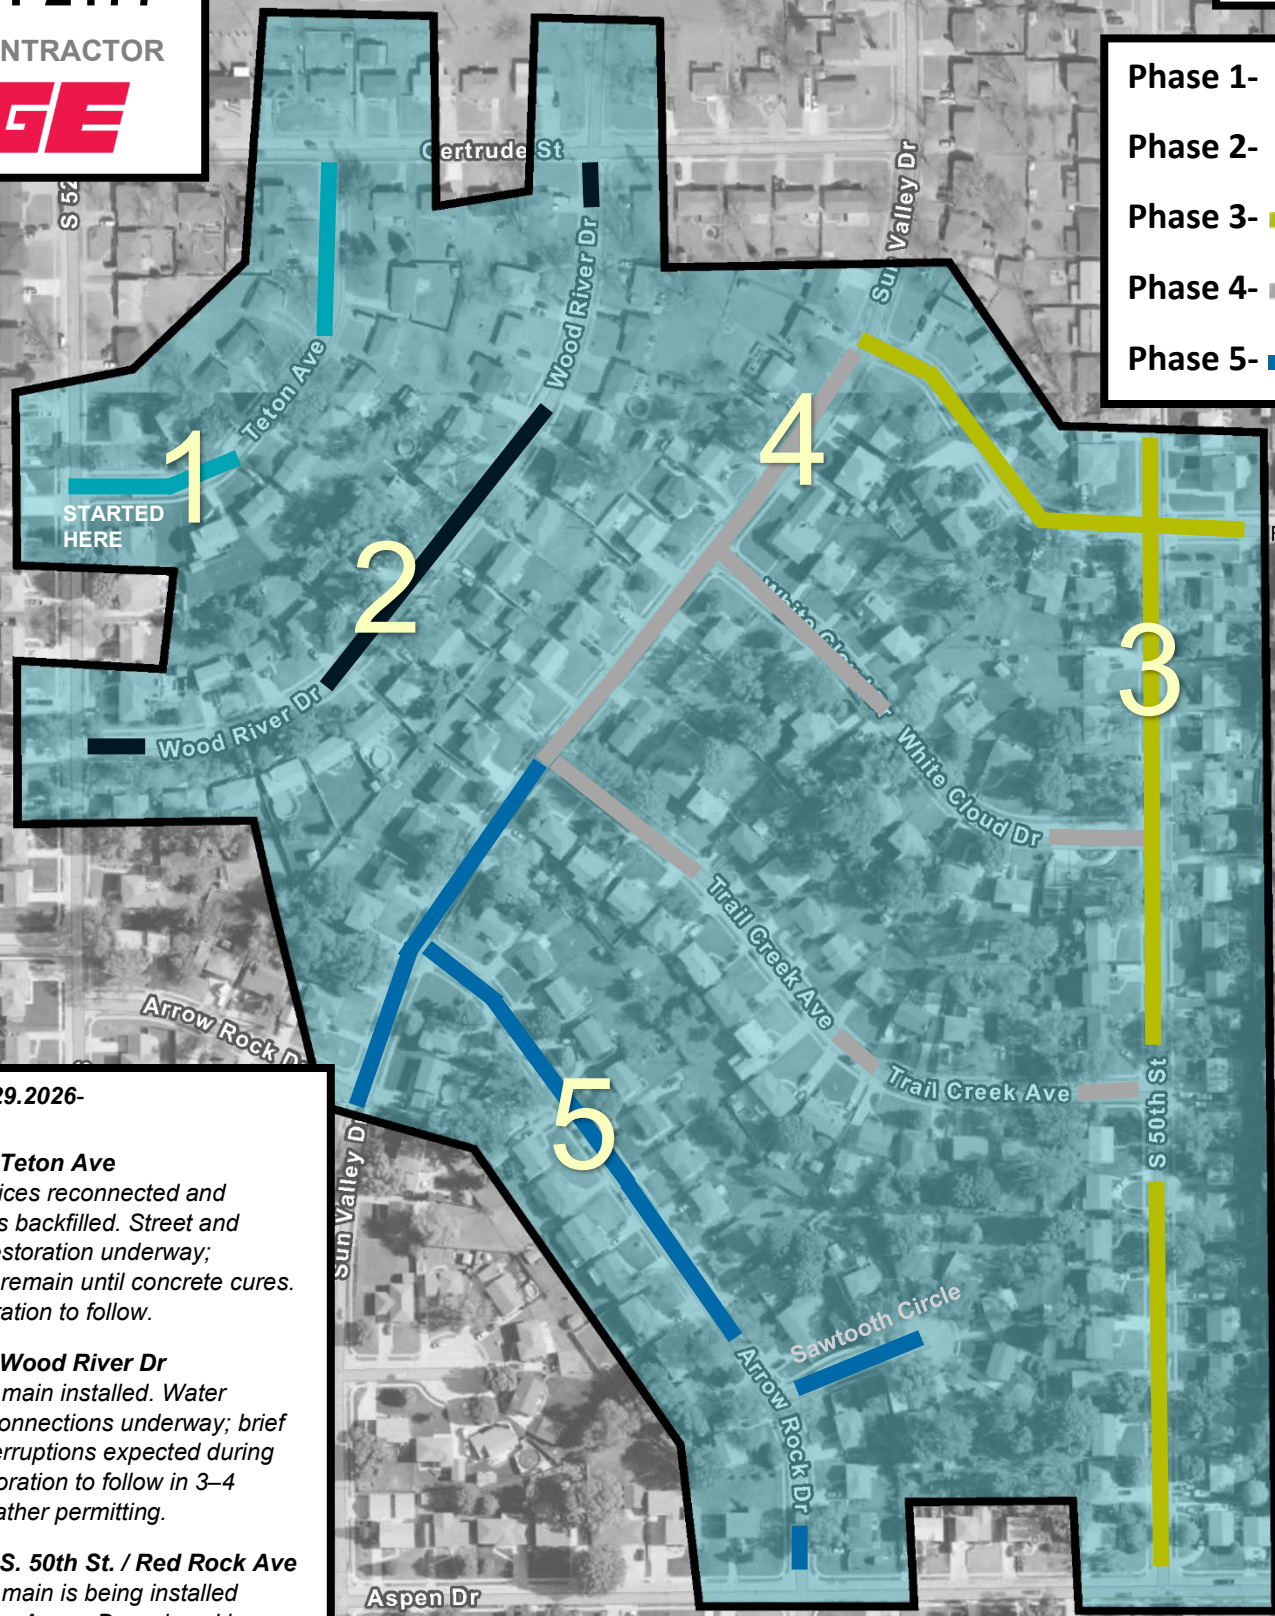 NTRACTOR
GE
Phase 1-
Phase 2-
Phase 3-
Phase 4-
Phase 5-
Gertrude St
S 52
Sun Valley Dr
Wood River Dr
Teton Ave
1
STARTED
HERE
2
4
3
White Cloud Dr
Wood River Dr
White Cloud Dr
Trail Creek Ave
Arrow Rock Dr
Trail Creek Ave
S 50th St
5
Sun Valley Dr
Sawtooth Circle
Arrow Rock Dr
Aspen Dr
29.2026-
Teton Ave
ices reconnected and
s backfilled. Street and
estoration underway;
remain until concrete cures.
ration to follow.
Wood River Dr
main installed. Water
onnections underway; brief
erruptions expected during
oration to follow in 3–4
ather permitting.
S. 50th St. / Red Rock Ave
main is being installed